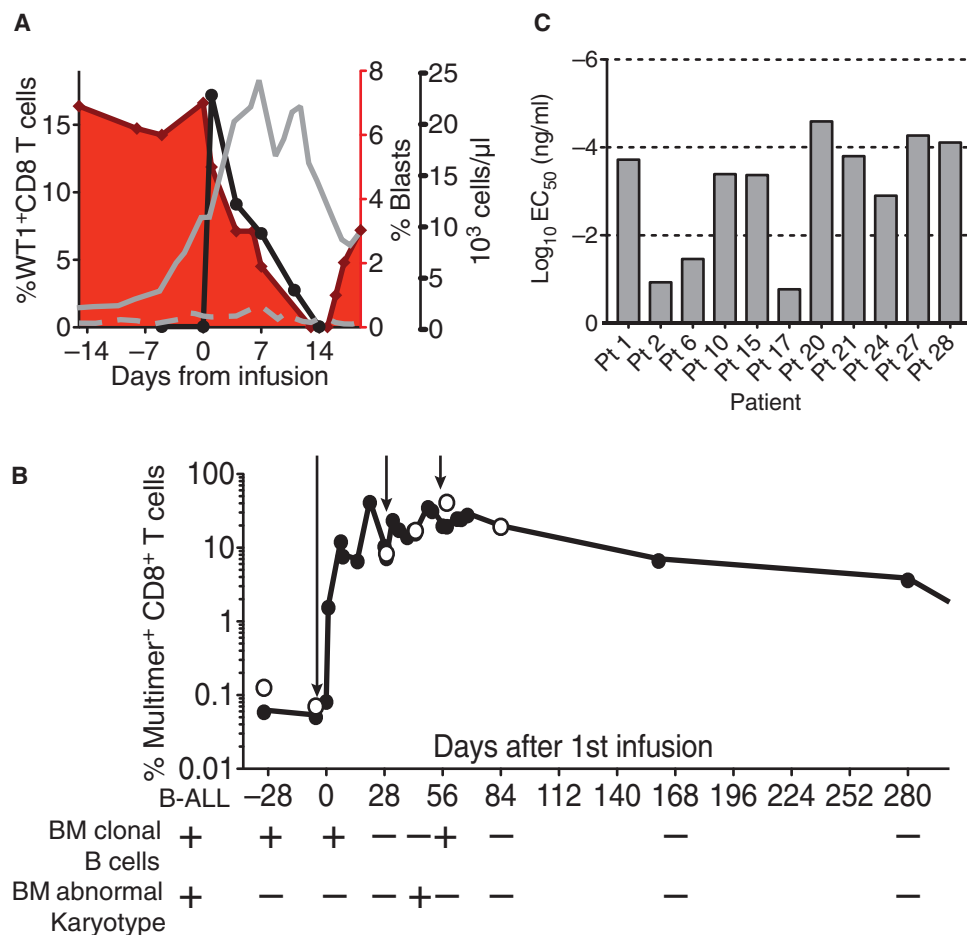 A
%WT1+CD8 T cells
15
10
5
0
8
6
4
2
0
% Blasts
25
20
15
10
5
0
10³ cells/µl
−14 −7 0 7 14
Days from infusion
C
Log₁₀ EC₅₀ (ng/ml)
−6
−4
−2
0
Pt 1 Pt 2 Pt 6 Pt 10 Pt 15 Pt 17 Pt 20 Pt 21 Pt 24 Pt 27 Pt 28
Patient
B
% Multimer+ CD8+ T cells
100
10
1
0.1
0.01
Days after 1st infusion
B-ALL −28 0 28 56 84 112 140 168 196 224 252 280
BM clonal + + + − − + − − −
B cells
BM abnormal + − − − + − − − −
Karyotype